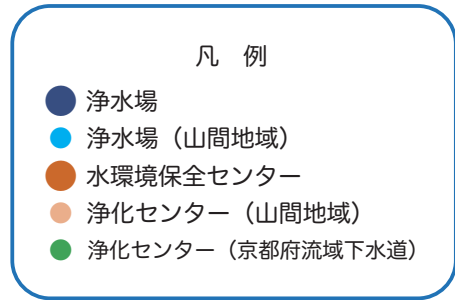 凡　例
浄水場
浄水場（山間地域）
水環境保全センター
浄化センター（山間地域）
浄化センター（京都府流域下水道）